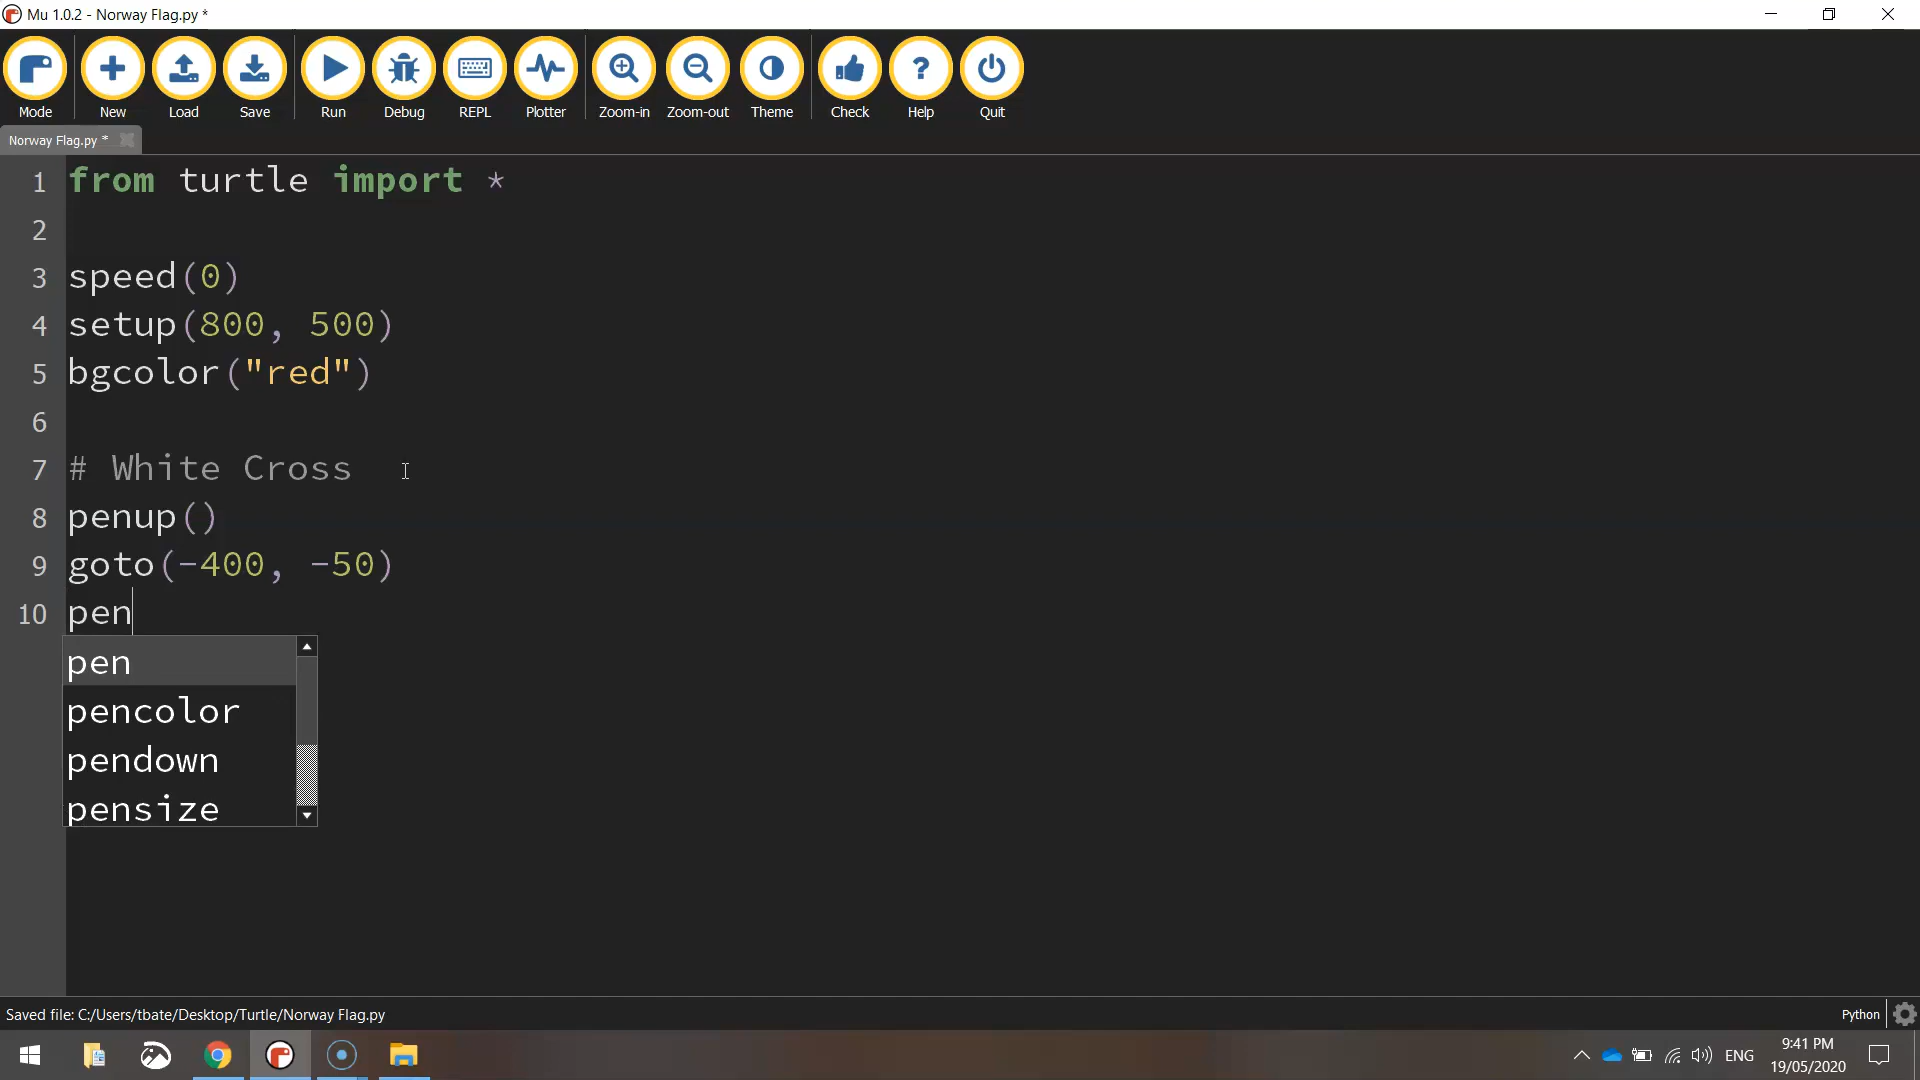 Mu 1.0.2 - Norway Flag.py *
Mode New Load Save Run Debug REPL Plotter Zoom-in Zoom-out Theme Check Help Quit
Norway Flag.py *
1 from turtle import *
2
3 speed(0)
4 setup(800, 500)
5 bgcolor("red")
6
7 # White Cross
8 penup()
9 goto(-400, -50)
10 pen
pen
pencolor
pendown
pensize
Saved file: C:/Users/tbate/Desktop/Turtle/Norway Flag.py
Python
ENG
9:41 PM
19/05/2020